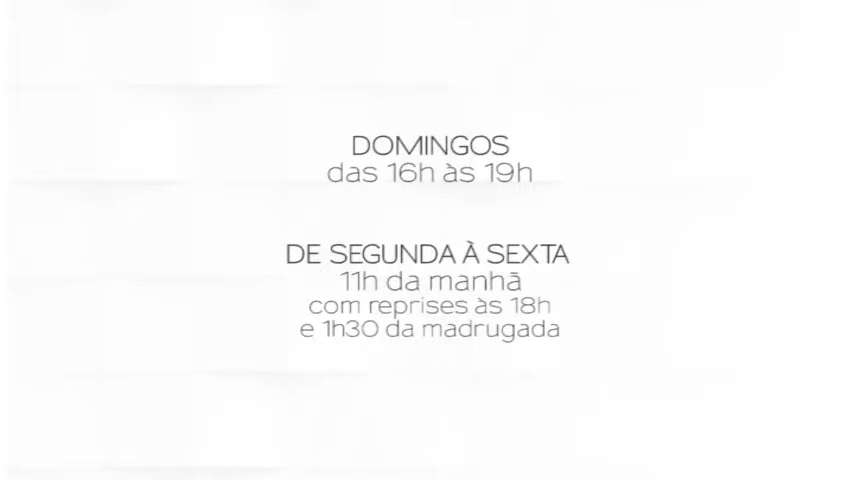 DOMINGOS
das 16h às 19h
DE SEGUNDA À SEXTA
11h da manhã
com reprises às 18h
e 1h30 da madrugada